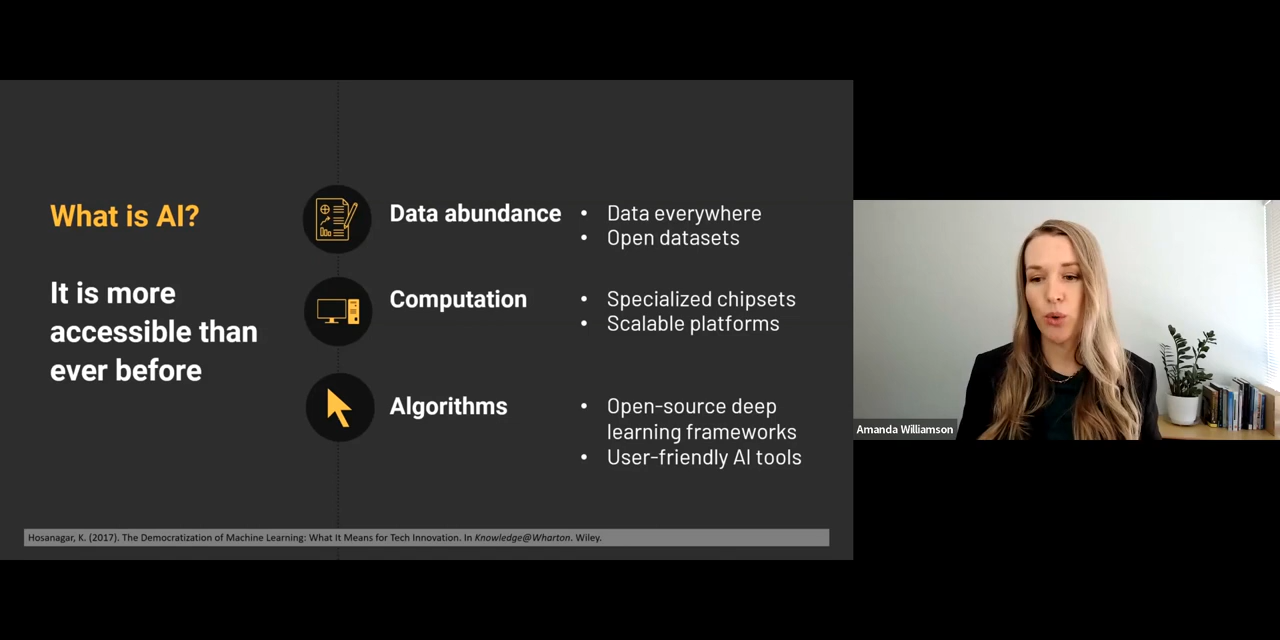 What is AI?
It is more
accessible than
ever before
Data abundance
• Data everywhere
• Open datasets
Computation
• Specialized chipsets
• Scalable platforms
Algorithms
• Open-source deep
learning frameworks
• User-friendly AI tools
Hosanagar, K. (2017). The Democratization of Machine Learning: What It Means for Tech Innovation. In Knowledge@Wharton. Wiley.
Amanda Williamson